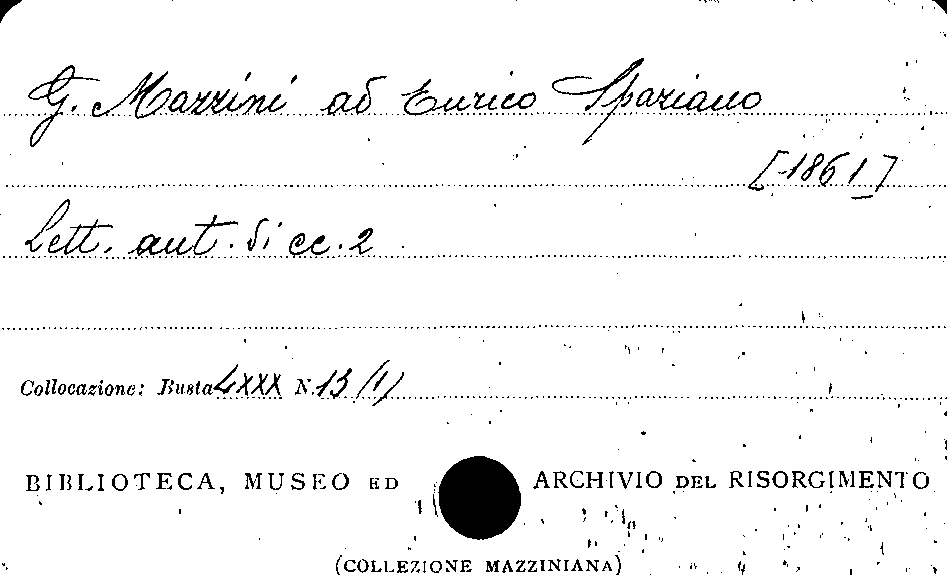 G. Mazzini ad Enrico Spaziano
[1861]
Lett. aut. di cc. 2
Collocazione: Busta LXXX N. 13 (1)
BIBLIOTECA, MUSEO ED ARCHIVIO DEL RISORGIMENTO
(COLLEZIONE MAZZINIANA)